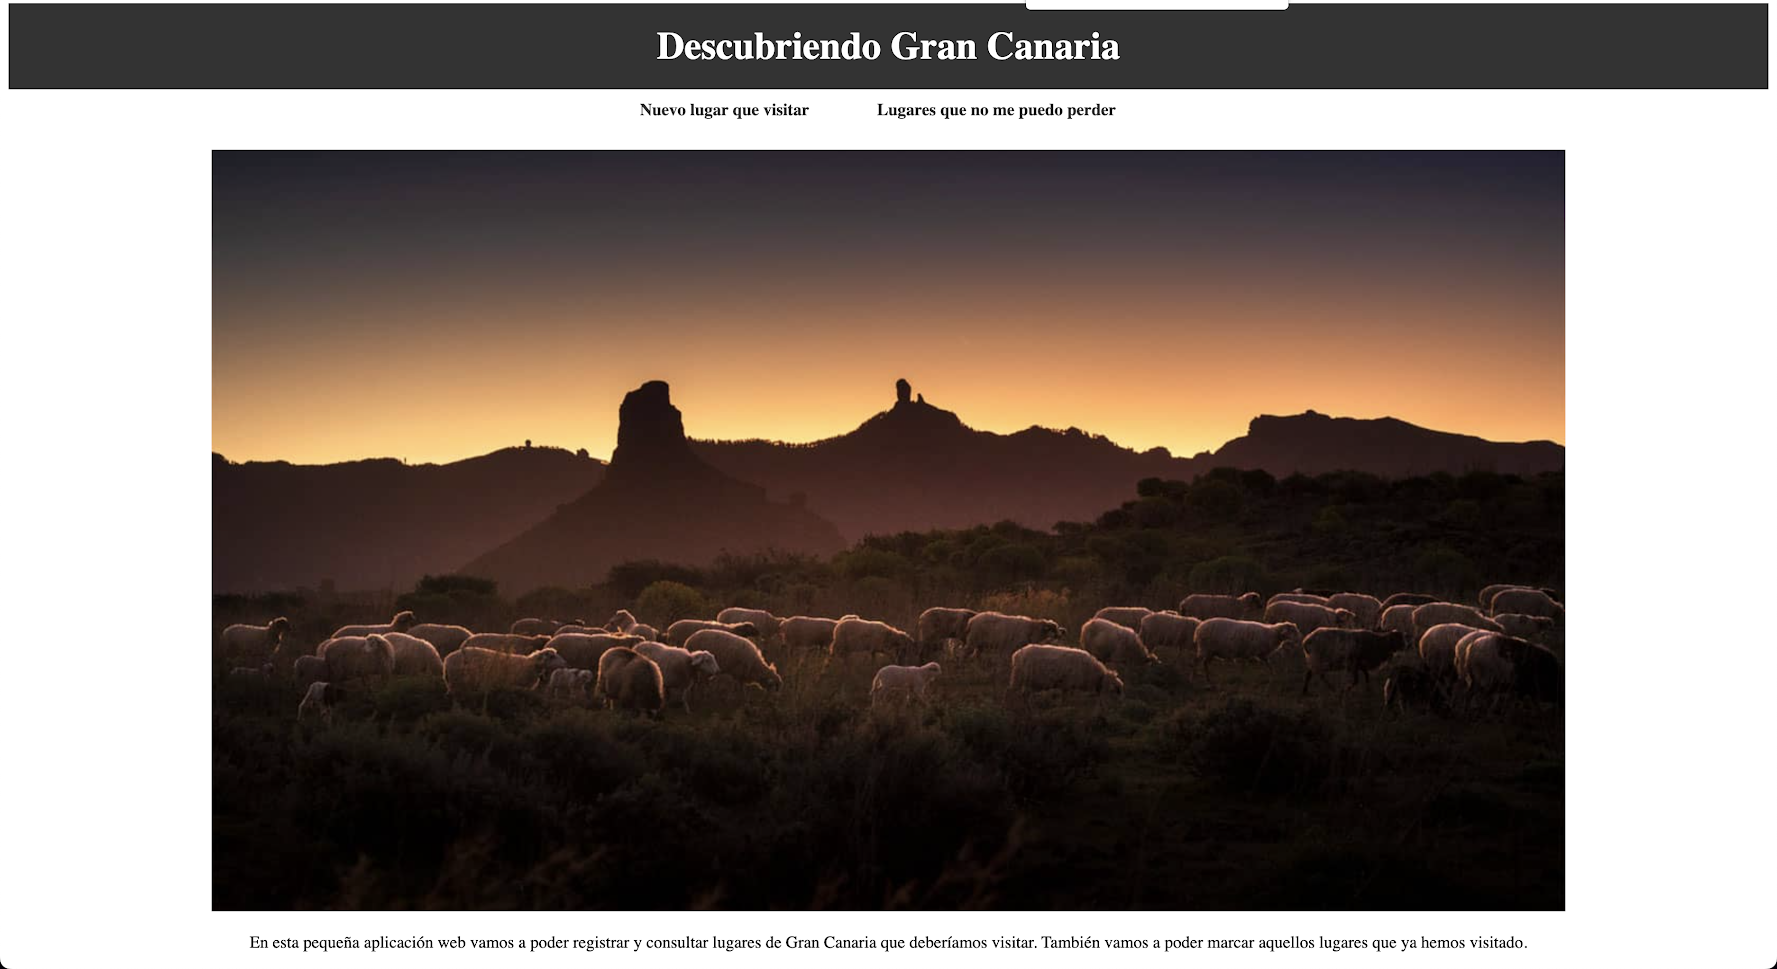 Descubriendo Gran Canaria
Nuevo lugar que visitar
Lugares que no me puedo perder
En esta pequeña aplicación web vamos a poder registrar y consultar lugares de Gran Canaria que deberíamos visitar. También vamos a poder marcar aquellos lugares que ya hemos visitado.